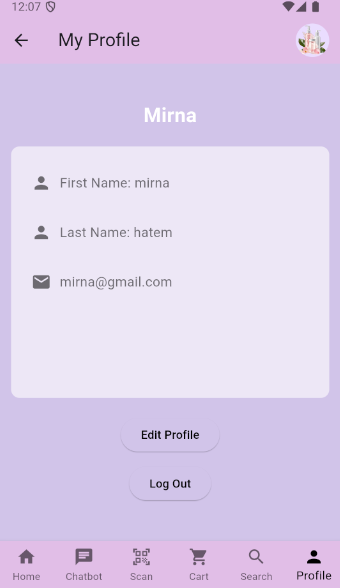 12:07
My Profile
Mirna
First Name: mirna
Last Name: hatem
mirna@gmail.com
Edit Profile
Log Out
Home Chatbot Scan Cart Search Profile